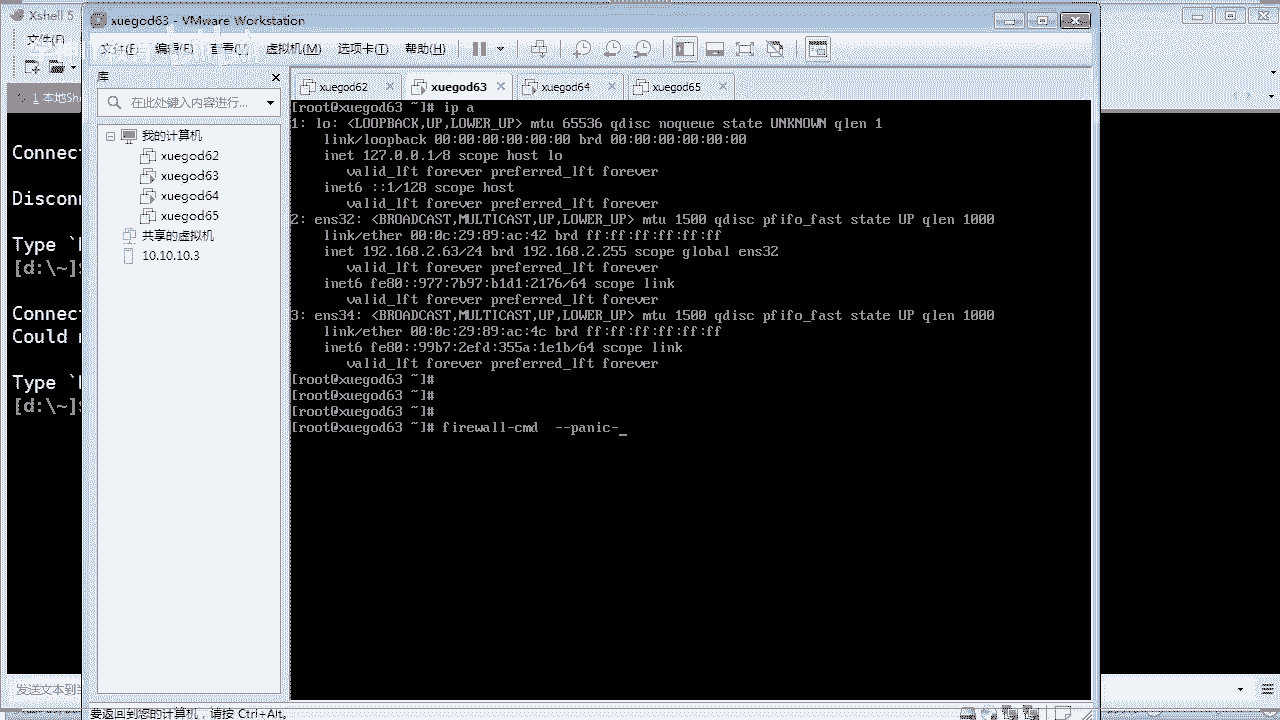 Xshell 5
xuegod63 - VMware Workstation
文件(F)
文件(F) 编辑(E) 查看(V) 虚拟机(M) 选项卡(T) 帮助(H)
1 本地She
库
在此处键入内容进行...
我的计算机
xuegod62
xuegod63
xuegod64
xuegod65
共享的虚拟机
10.10.10.3
xuegod62
xuegod63
xuegod64
xuegod65
Connect
Disconn
Type `
[d:\~]
Connect
Could
Type `
[d:\~]
[root@xuegod63 ~]# ip a
1: lo: <LOOPBACK,UP,LOWER_UP> mtu 65536 qdisc noqueue state UNKNOWN qlen 1
link/loopback 00:00:00:00:00:00 brd 00:00:00:00:00:00
inet 127.0.0.1/8 scope host lo
valid_lft forever preferred_lft forever
inet6 ::1/128 scope host
valid_lft forever preferred_lft forever
2: ens32: <BROADCAST,MULTICAST,UP,LOWER_UP> mtu 1500 qdisc pfifo_fast state UP qlen 1000
link/ether 00:0c:29:89:ac:42 brd ff:ff:ff:ff:ff:ff
inet 192.168.2.63/24 brd 192.168.2.255 scope global ens32
valid_lft forever preferred_lft forever
inet6 fe80::977:7b97:b1d1:2176/64 scope link
valid_lft forever preferred_lft forever
3: ens34: <BROADCAST,MULTICAST,UP,LOWER_UP> mtu 1500 qdisc pfifo_fast state UP qlen 1000
link/ether 00:0c:29:89:ac:4c brd ff:ff:ff:ff:ff:ff
inet6 fe80::99b7:2efd:355a:1e1b/64 scope link
valid_lft forever preferred_lft forever
[root@xuegod63 ~]#
[root@xuegod63 ~]#
[root@xuegod63 ~]#
[root@xuegod63 ~]# firewall-cmd  --panic-_
发送文本到
要返回到您的计算机，请按 Ctrl+Alt。